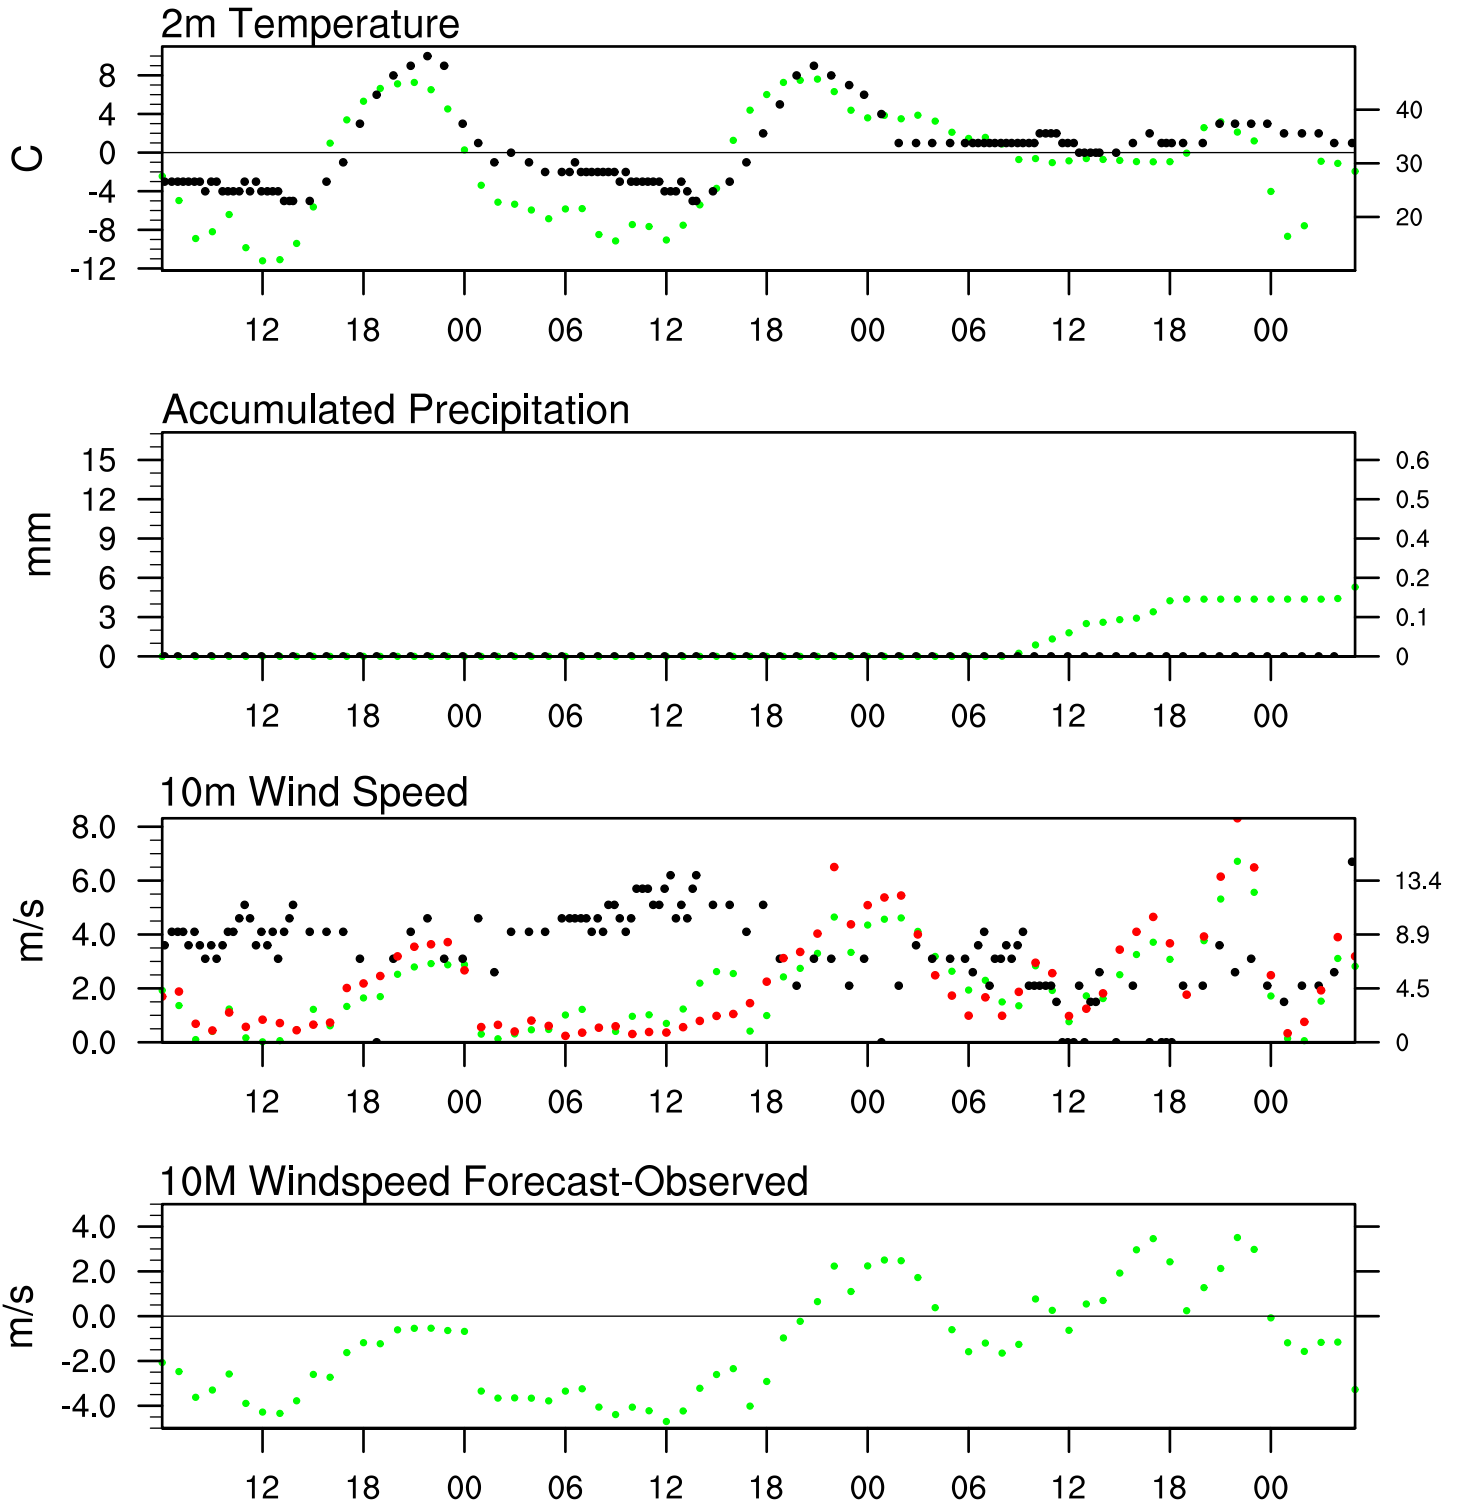 2m Temperature
C
8
4
0
-4
-8
-12
40
30
20
12 18 00 06 12 18 00 06 12 18 00
Accumulated Precipitation
mm
15
12
9
6
3
0
0.6
0.5
0.4
0.2
0.1
0
12 18 00 06 12 18 00 06 12 18 00
10m Wind Speed
m/s
8.0
6.0
4.0
2.0
0.0
13.4
8.9
4.5
0
12 18 00 06 12 18 00 06 12 18 00
10M Windspeed Forecast-Observed
m/s
4.0
2.0
0.0
-2.0
-4.0
12 18 00 06 12 18 00 06 12 18 00